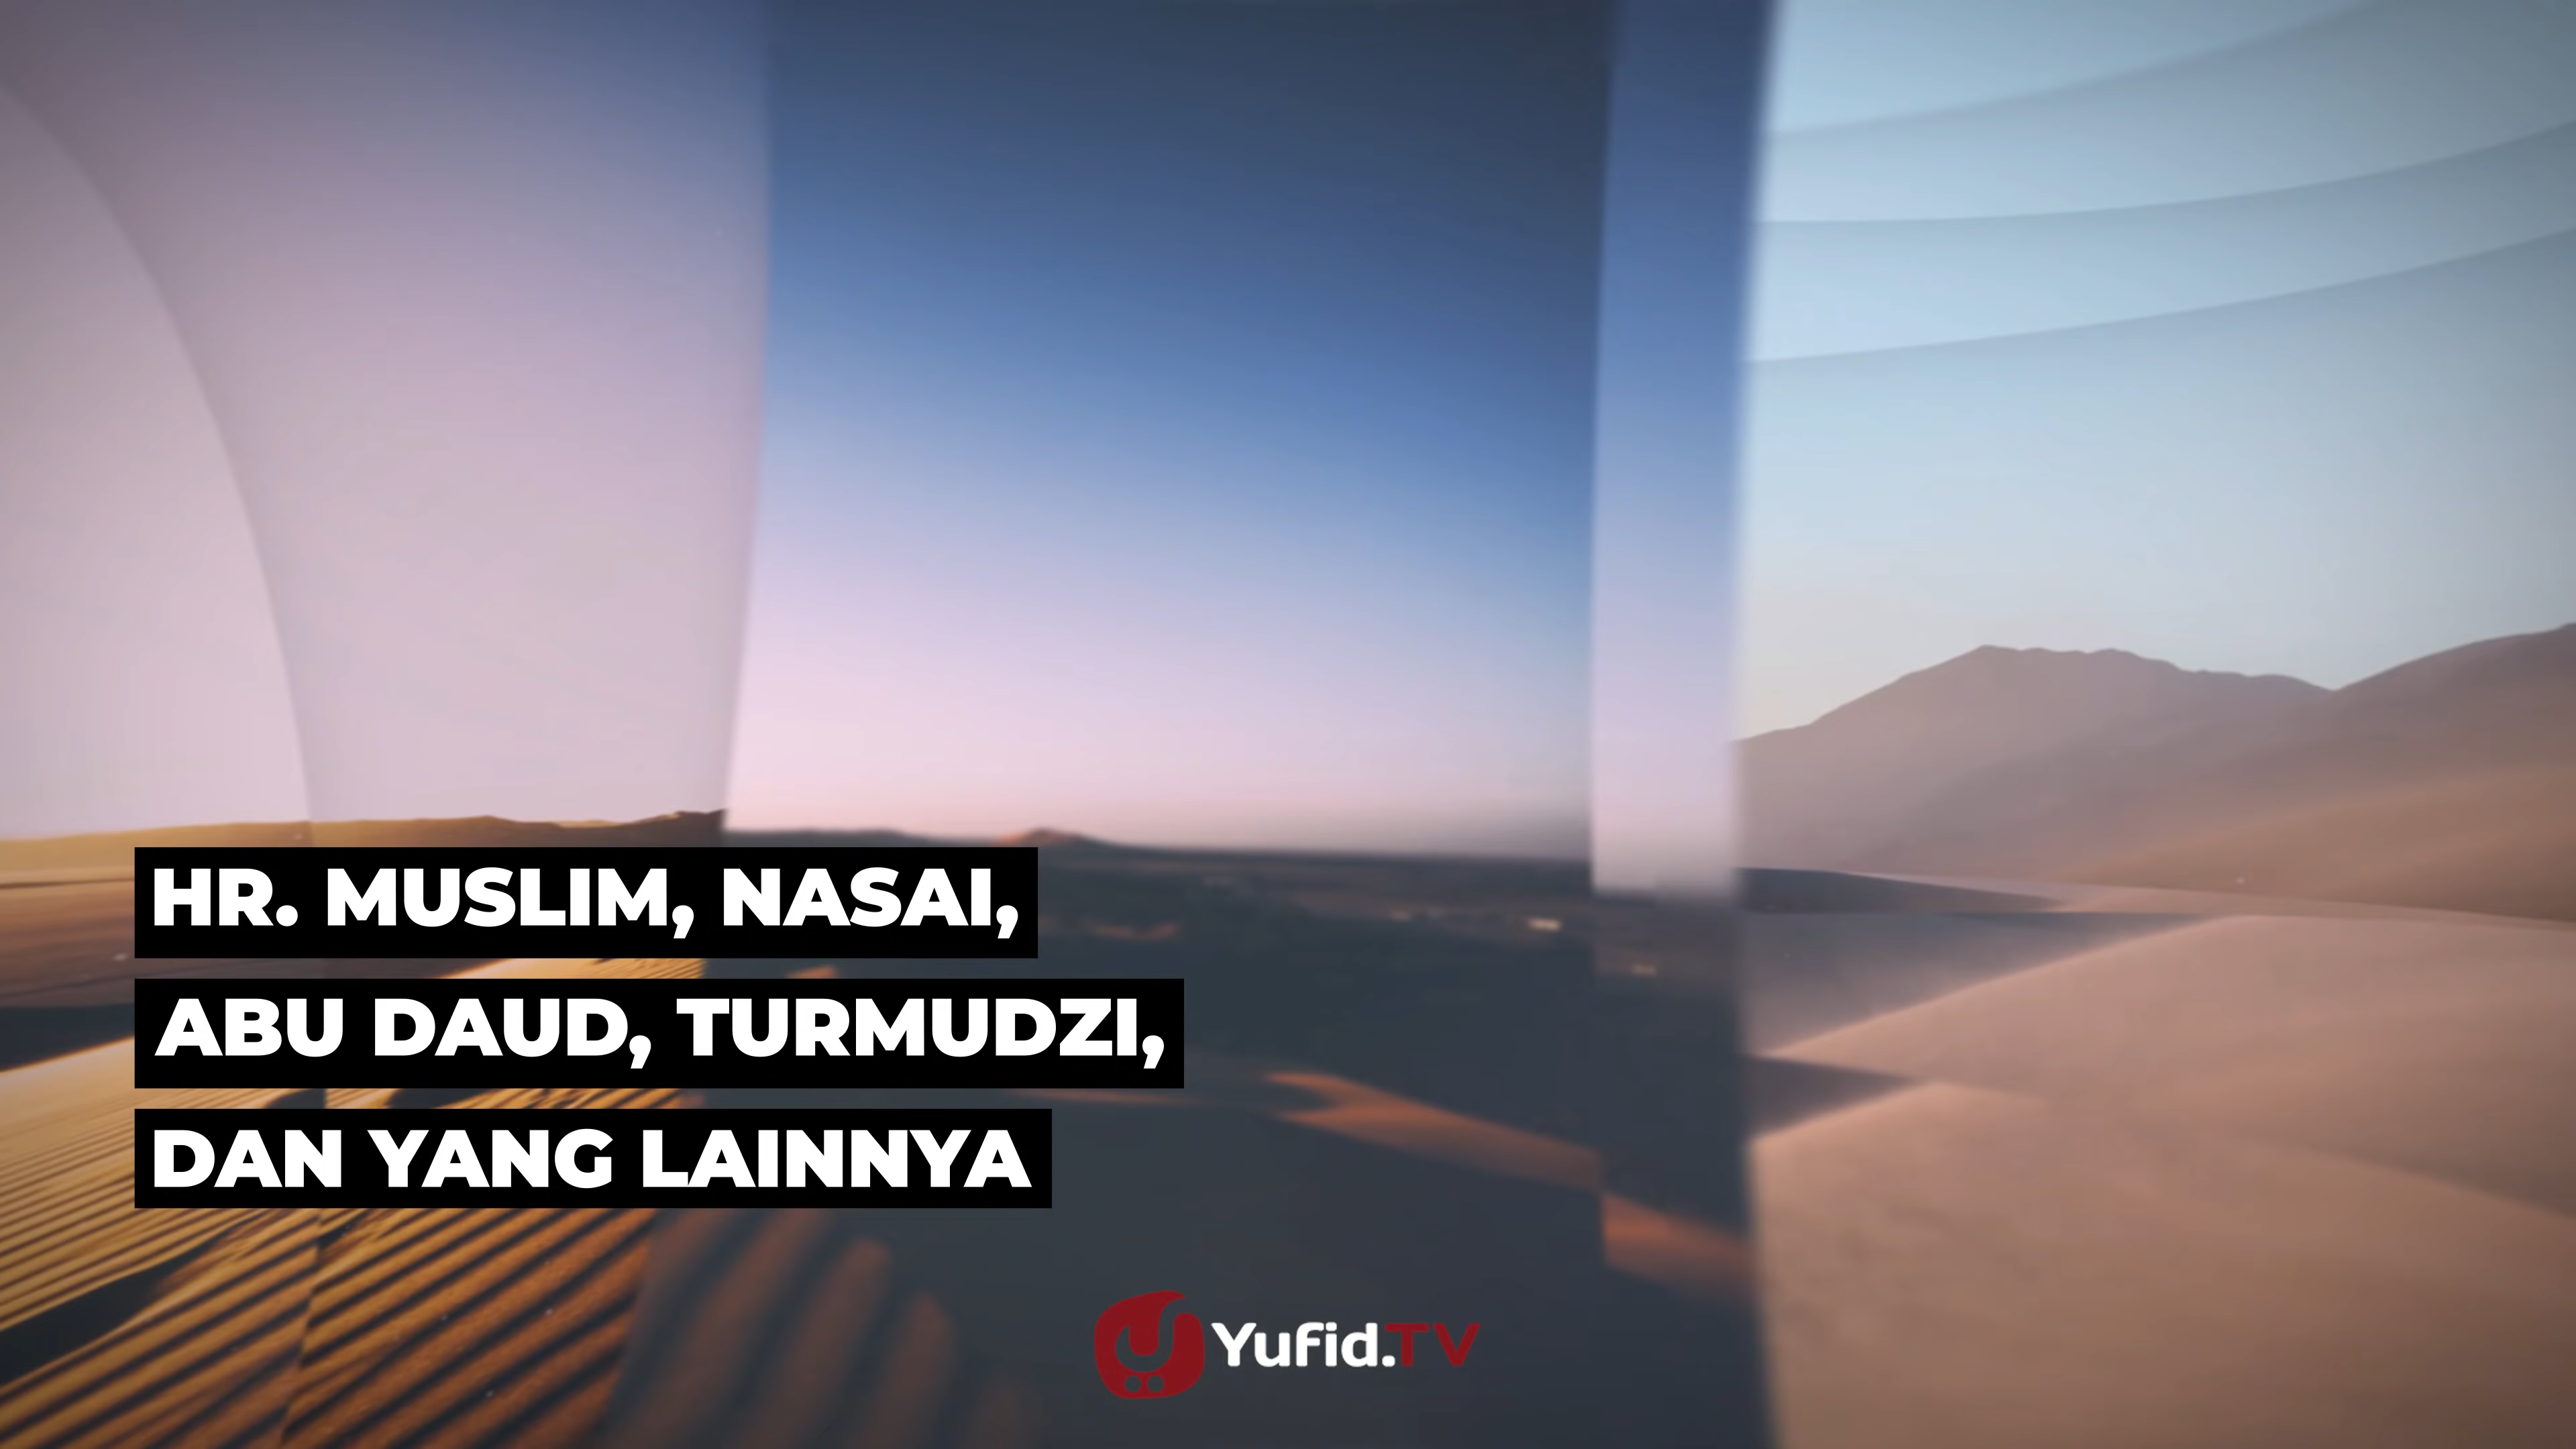 HR. MUSLIM, NASAI,
ABU DAUD, TURMUDZI,
DAN YANG LAINNYA
Yufid.TV